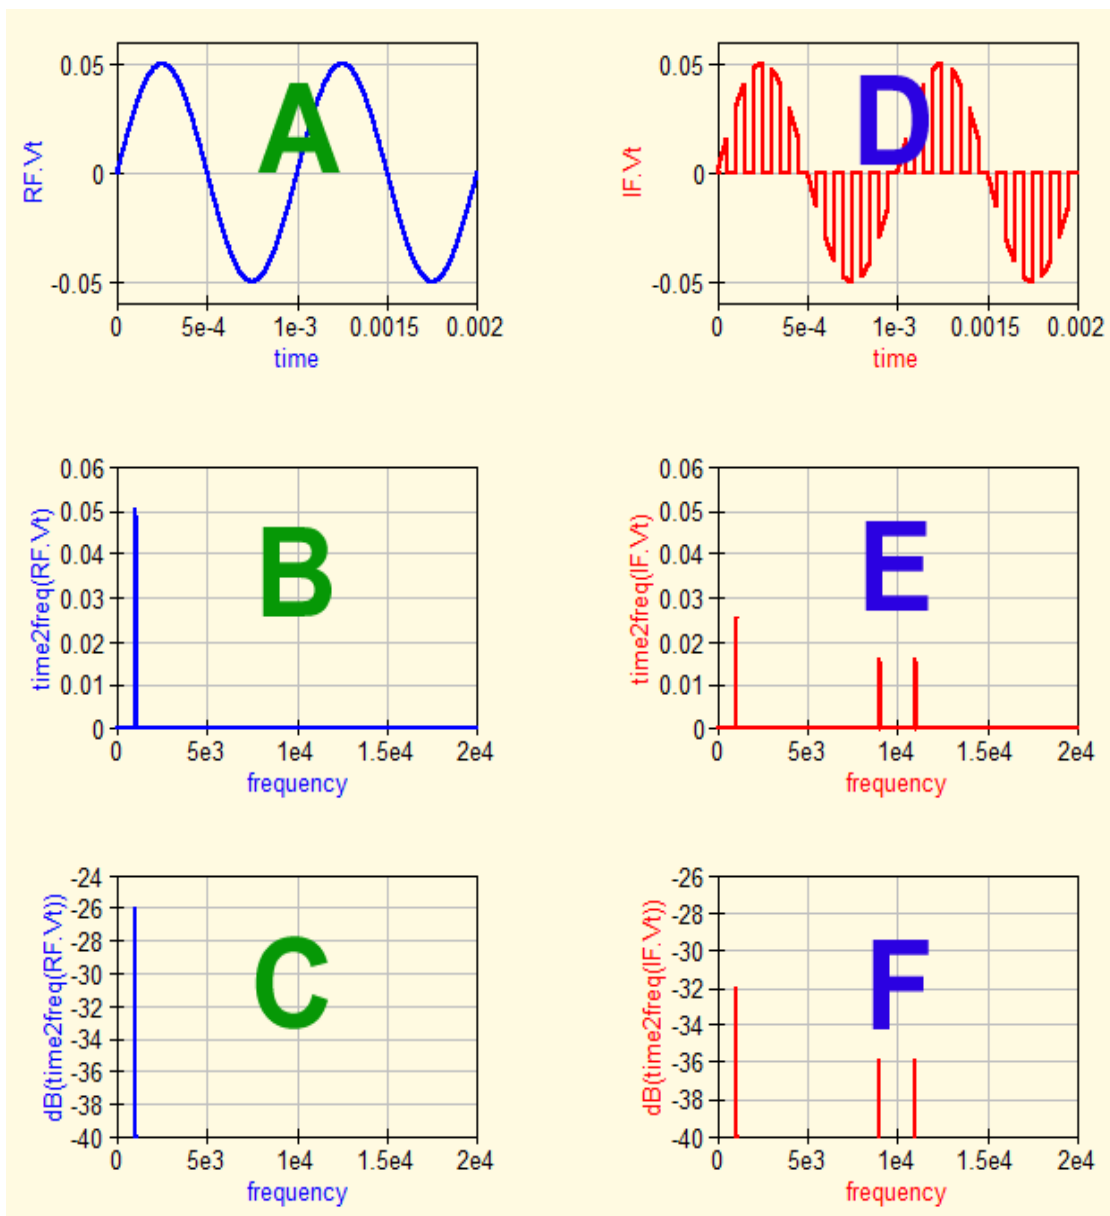 0.05
0
-0.05
RF.Vt
A
0 5e-4 1e-3 0.0015 0.002
time
0.05
0
-0.05
IF.Vt
D
0 5e-4 1e-3 0.0015 0.002
time
0.06
0.05
0.04
0.03
0.02
0.01
0
time2freq(RF.Vt)
B
0 5e3 1e4 1.5e4 2e4
frequency
0.06
0.05
0.04
0.03
0.02
0.01
0
time2freq(IF.Vt)
E
0 5e3 1e4 1.5e4 2e4
frequency
-24
-26
-28
-30
-32
-34
-36
-38
-40
dB(time2freq(RF.Vt))
C
0 5e3 1e4 1.5e4 2e4
frequency
-26
-28
-30
-32
-34
-36
-38
-40
dB(time2freq(IF.Vt))
F
0 5e3 1e4 1.5e4 2e4
frequency